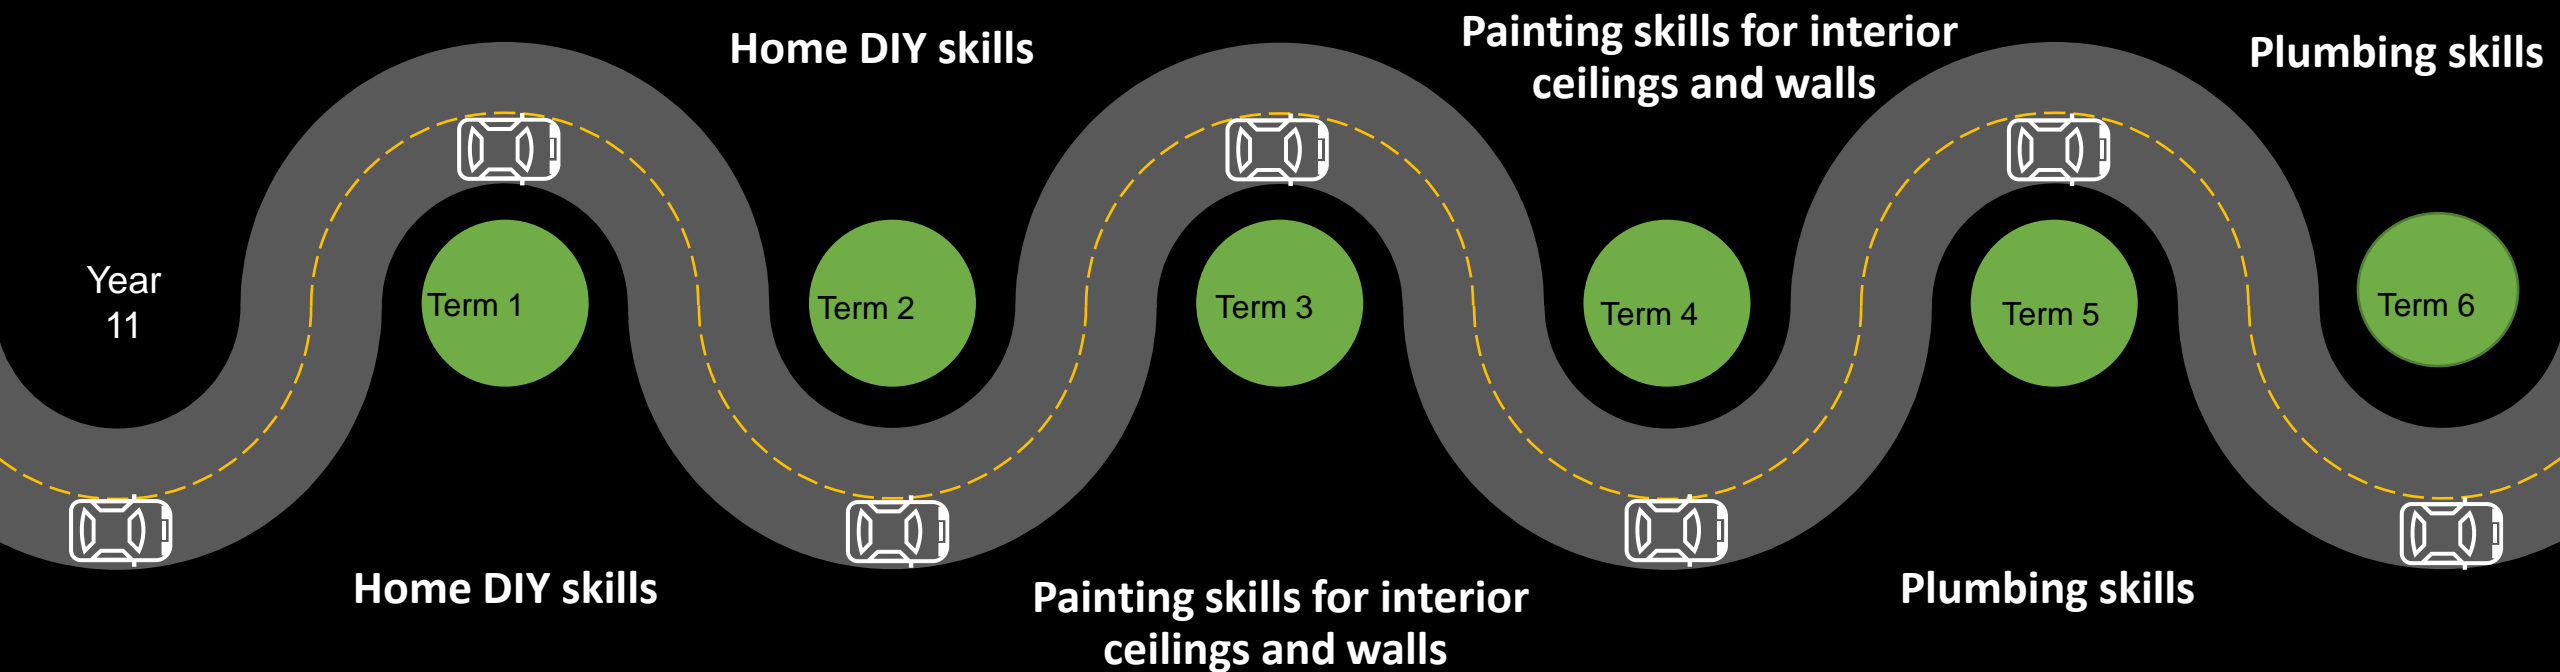 Year
11
Term 1
Home DIY skills
Home DIY skills
Term 2
Term 3
Painting skills for interior
ceilings and walls
Painting skills for interior
ceilings and walls
Term 4
Term 5
Plumbing skills
Plumbing skills
Term 6